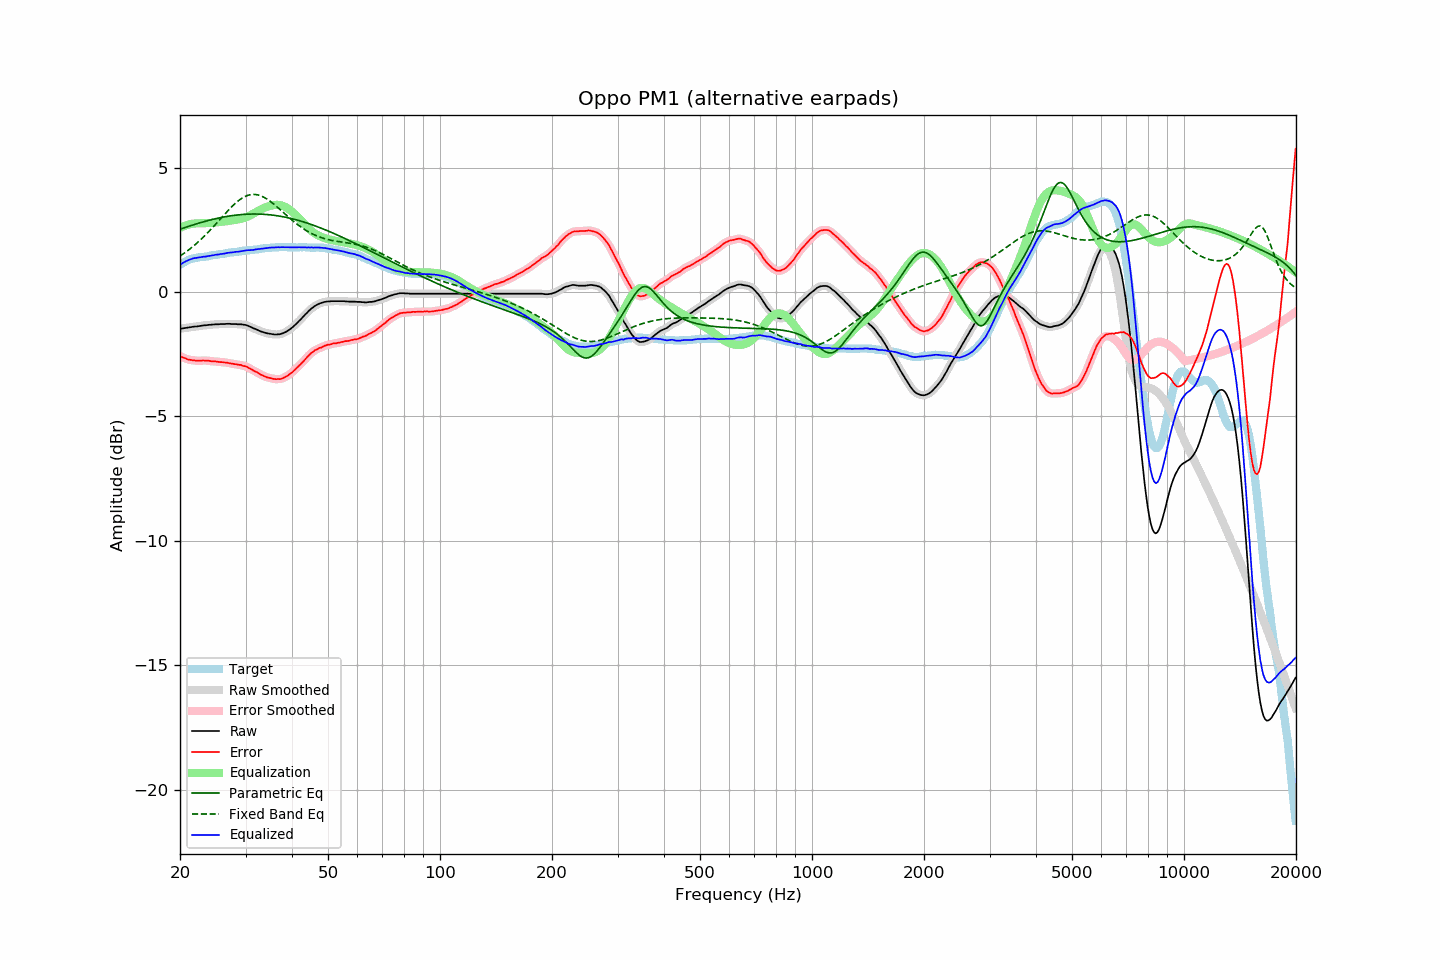 Oppo PM1 (alternative earpads)
Amplitude (dBr)
5
0
−5
−10
−15
−20
Target
Raw Smoothed
Error Smoothed
Raw
Error
Equalization
Parametric Eq
Fixed Band Eq
Equalized
20 50 100 200 500 1000 2000 5000 10000 20000
Frequency (Hz)